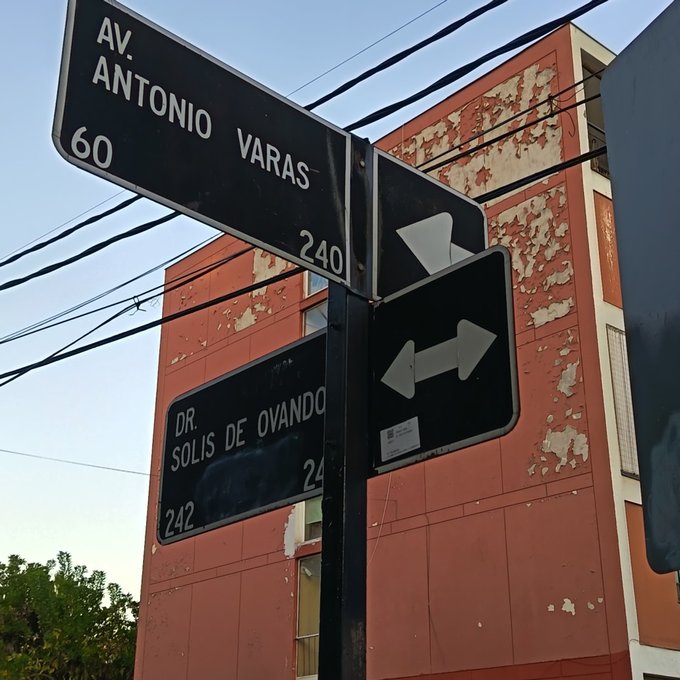 AV.
ANTONIO VARAS
60
240
DR.
SOLIS DE OVANDO
242
24